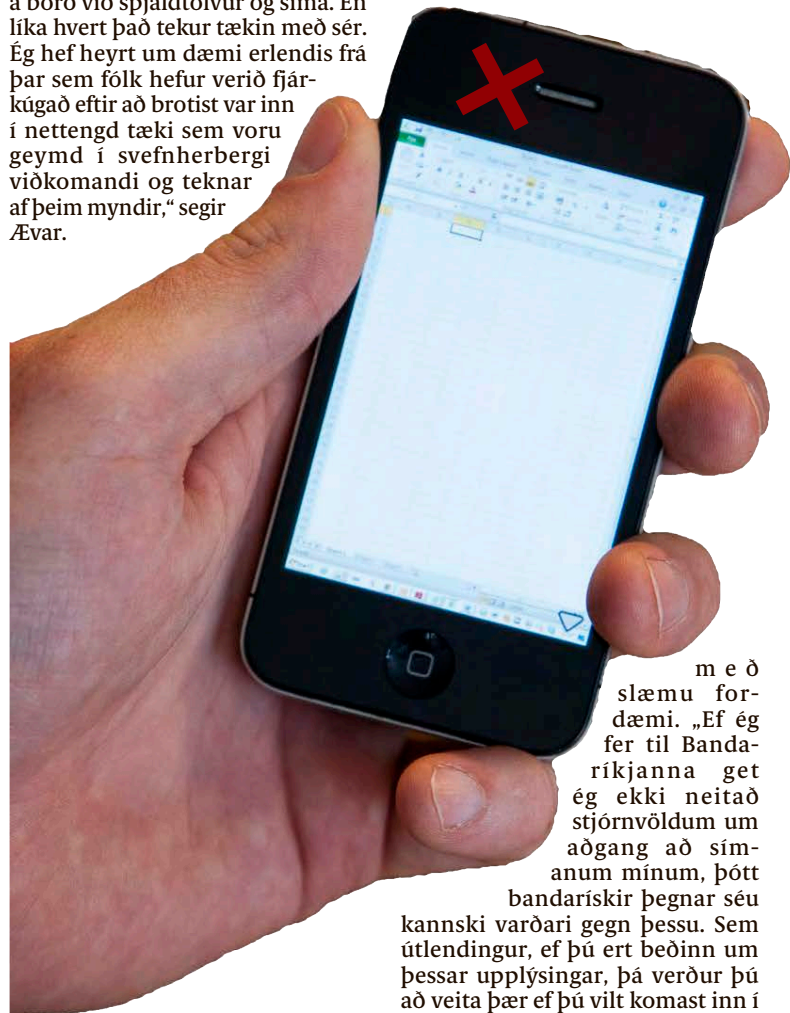 á borð við spjaldtölvur og síma. En
líka hvert það tekur tækin með sér.
Ég hef heyrt um dæmi erlendis frá
þar sem fólk hefur verið fjár-
kúgað eftir að brotist var inn
í nettengd tæki sem voru
geymd í svefnherbergi
viðkomandi og teknar
af þeim myndir,“ segir
Ævar.
með
slæmu for-
dæmi. „Ef ég
fer til Banda-
ríkjanna get
ég ekki neitað
stjórnvöldum um
aðgang að sím-
anum mínum, þótt
bandarískir þegnar séu
kannski varðari gegn þessu. Sem
útlendingur, ef þú ert beðinn um
þessar upplýsingar, þá verður þú
að veita þær ef þú vilt komast inn í